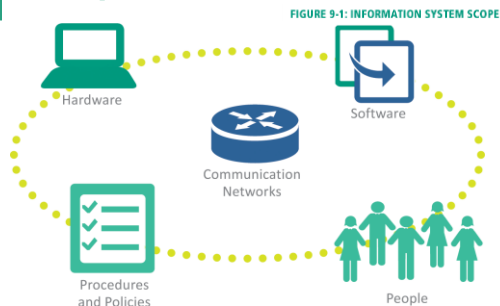 FIGURE 9-1: INFORMATION SYSTEM SCOPE
Hardware
Software
Communication
Networks
Procedures
and Policies
People